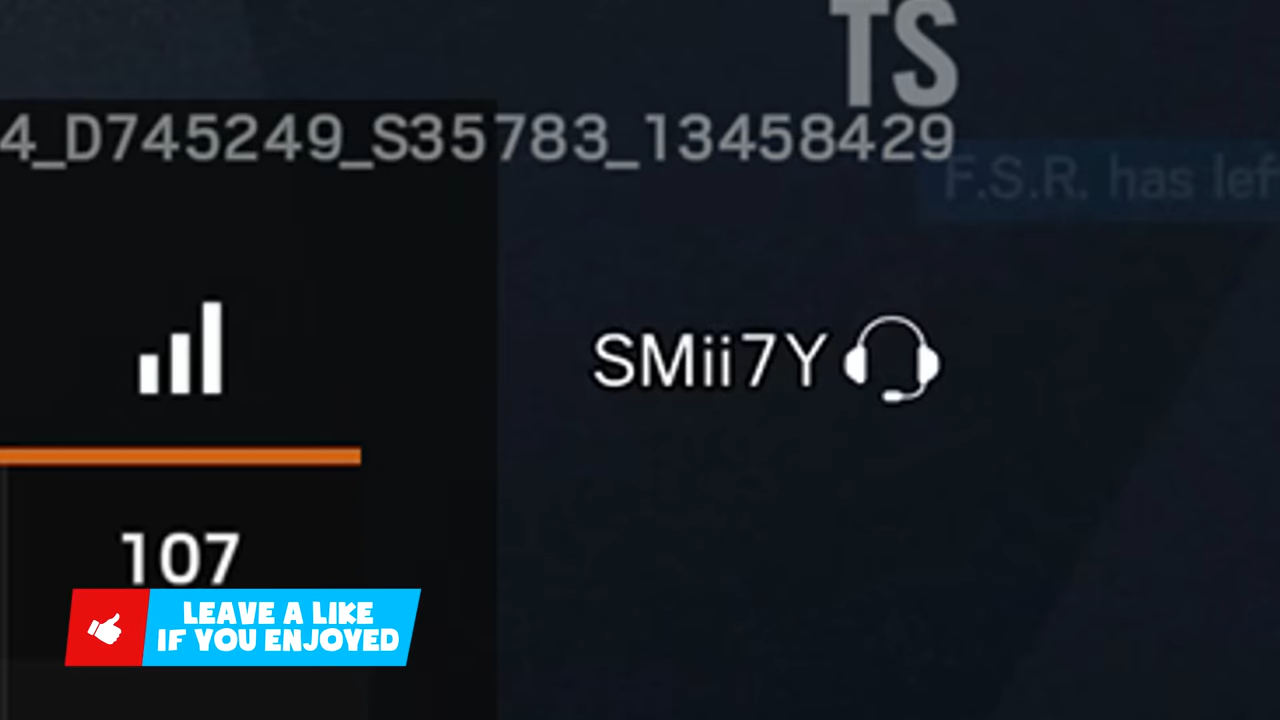 TS
4_D745249_S35783_13458429
F.S.R. has lef
SMii7Y
107
LEAVE A LIKE
IF YOU ENJOYED